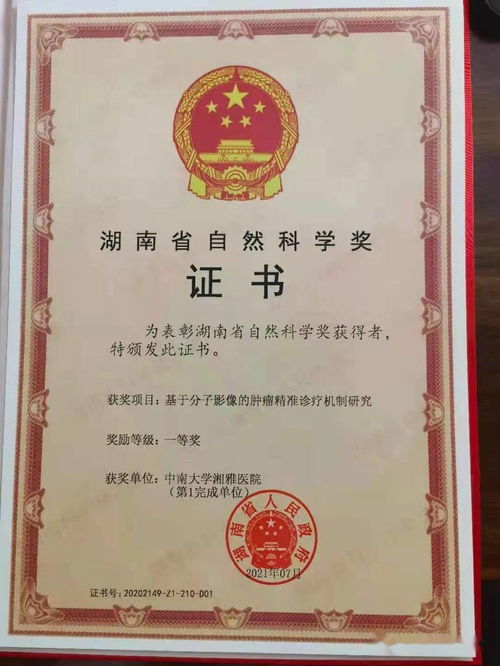 湖南省自然科学奖
证书
为表彰湖南省自然科学奖获得者，
特颁发此证书。
获奖项目：基于分子影像的肿瘤精准诊疗机制研究
奖励等级：一等奖
获奖单位：中南大学湘雅医院
（第1完成单位）
湖南省人民政府
2021年07月
证书号：20202149-Z1-210-D01